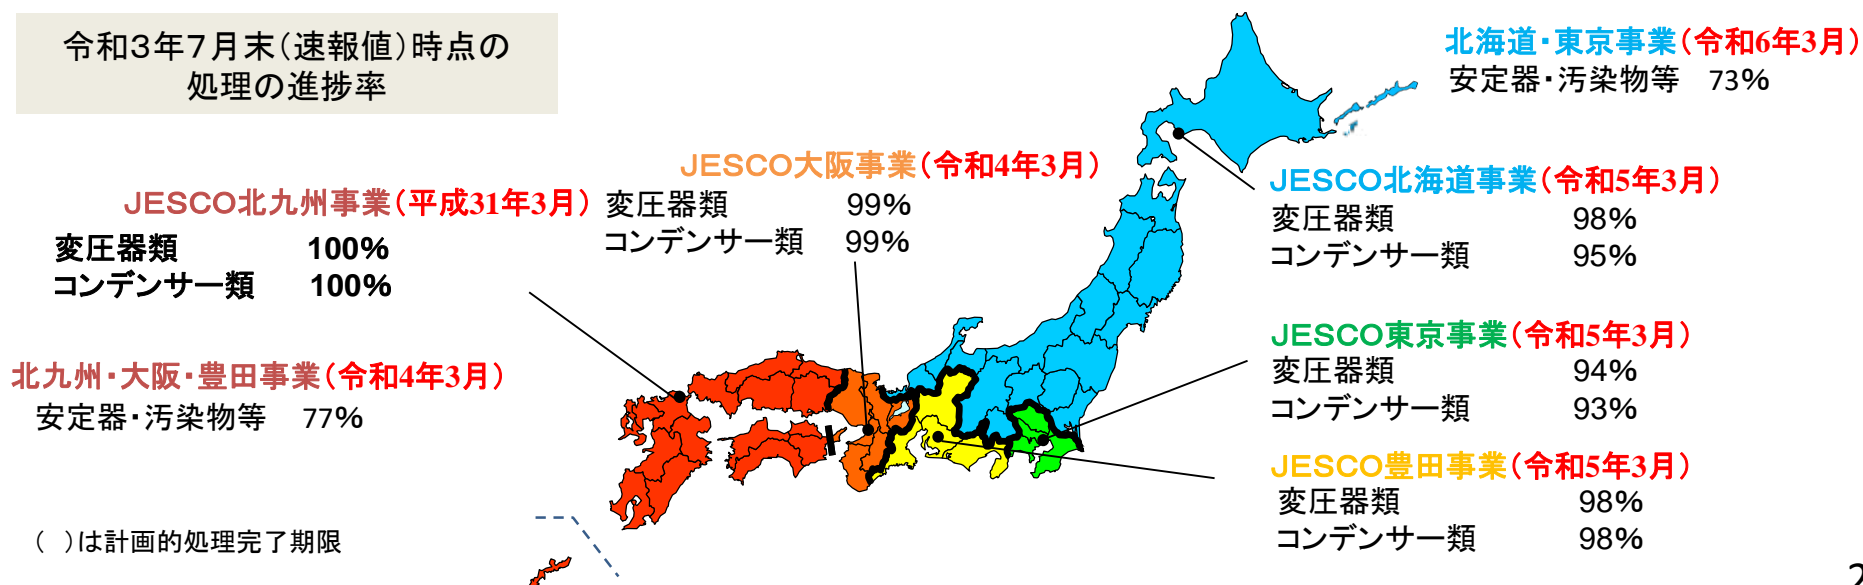 令和3年7月末(速報値)時点の
処理の進捗率
北海道・東京事業(令和6年3月)
安定器・汚染物等 73%
JESCO大阪事業(令和4年3月)
変圧器類 99%
コンデンサー類 99%
JESCO北海道事業(令和5年3月)
変圧器類 98%
コンデンサー類 95%
JESCO北九州事業(平成31年3月)
変圧器類 100%
コンデンサー類 100%
JESCO東京事業(令和5年3月)
変圧器類 94%
コンデンサー類 93%
北九州・大阪・豊田事業(令和4年3月)
安定器・汚染物等 77%
JESCO豊田事業(令和5年3月)
変圧器類 98%
コンデンサー類 98%
( )は計画的処理完了期限